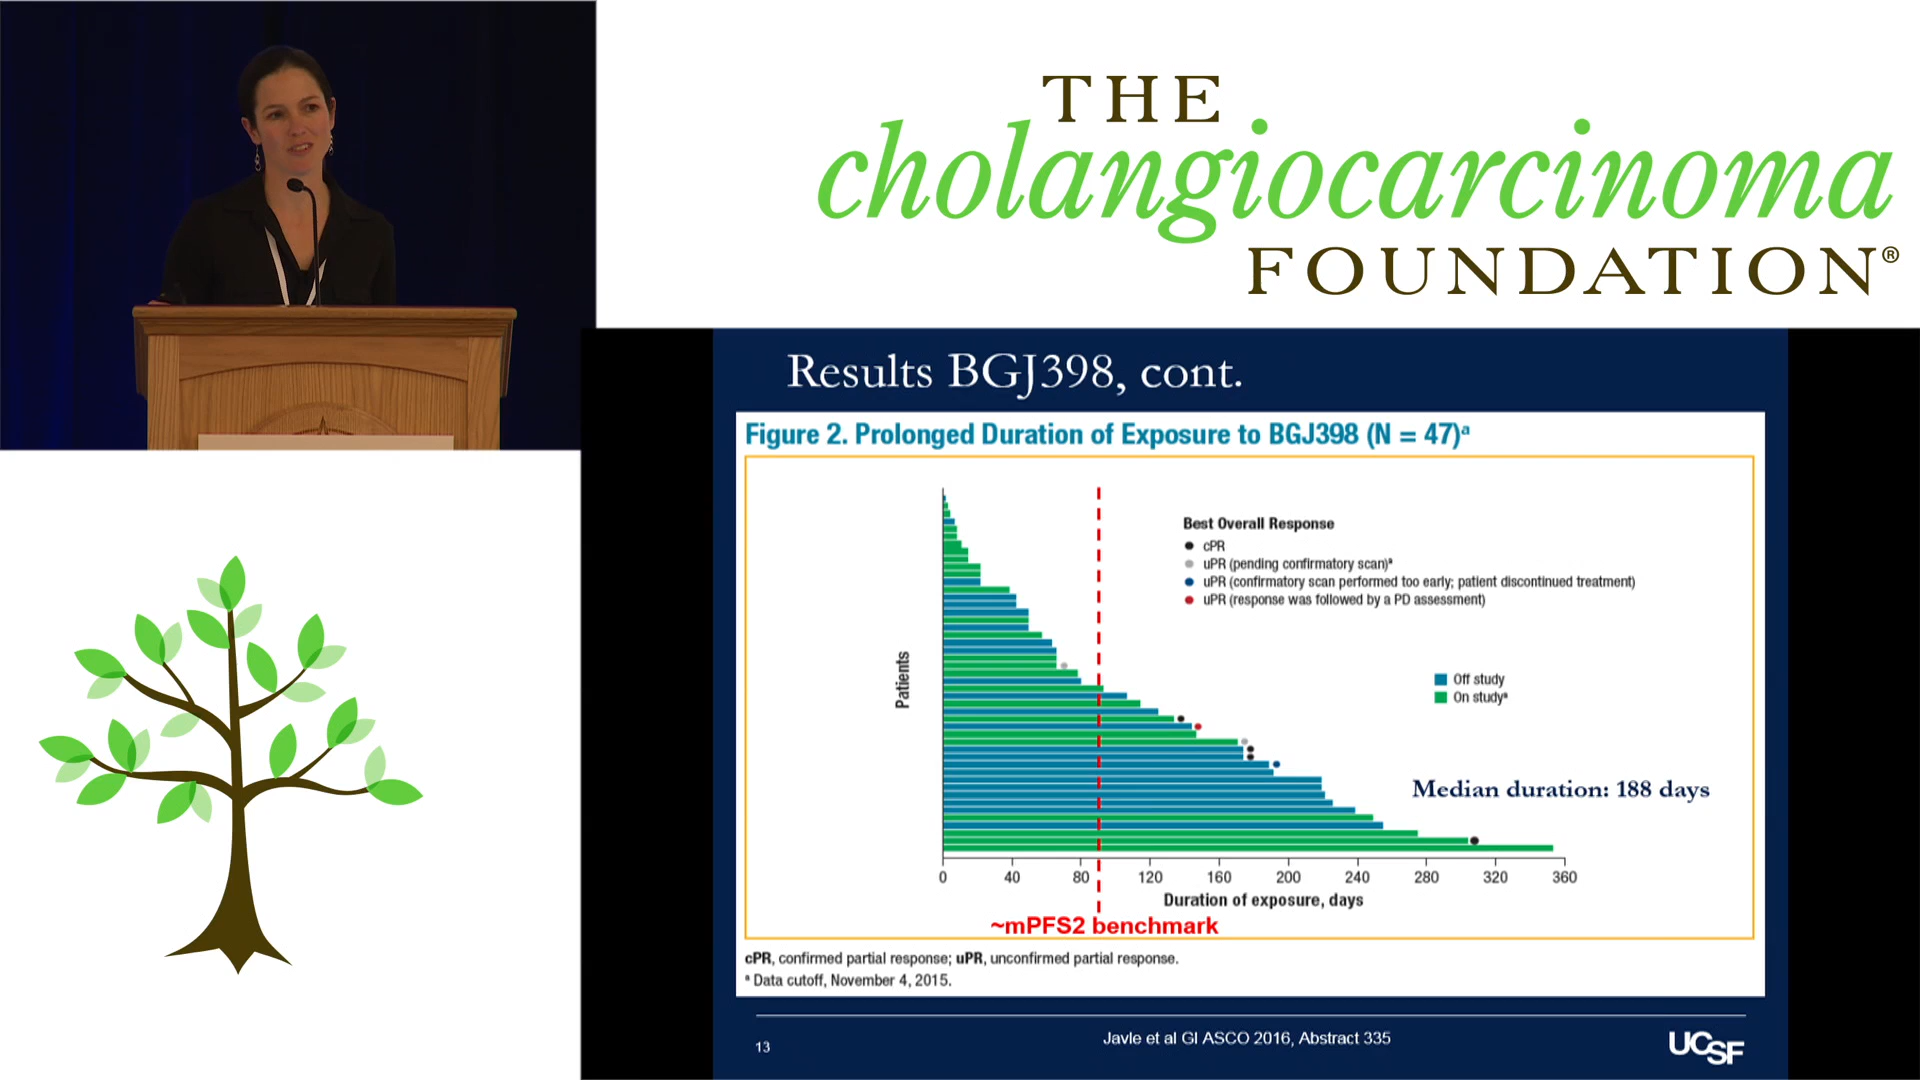 THE
cholangiocarcinoma
FOUNDATION®
Results BGJ398, cont.
Figure 2. Prolonged Duration of Exposure to BGJ398 (N = 47)ᵃ
Best Overall Response
cPR
uPR (pending confirmatory scan)ᵃ
uPR (confirmatory scan performed too early; patient discontinued treatment)
uPR (response was followed by a PD assessment)
Patients
Off study
On studyᵃ
Median duration: 188 days
0 40 80 120 160 200 240 280 320 360
Duration of exposure, days
~mPFS2 benchmark
cPR, confirmed partial response; uPR, unconfirmed partial response.
ᵃ Data cutoff, November 4, 2015.
13
Javle et al GI ASCO 2016, Abstract 335
UCSF